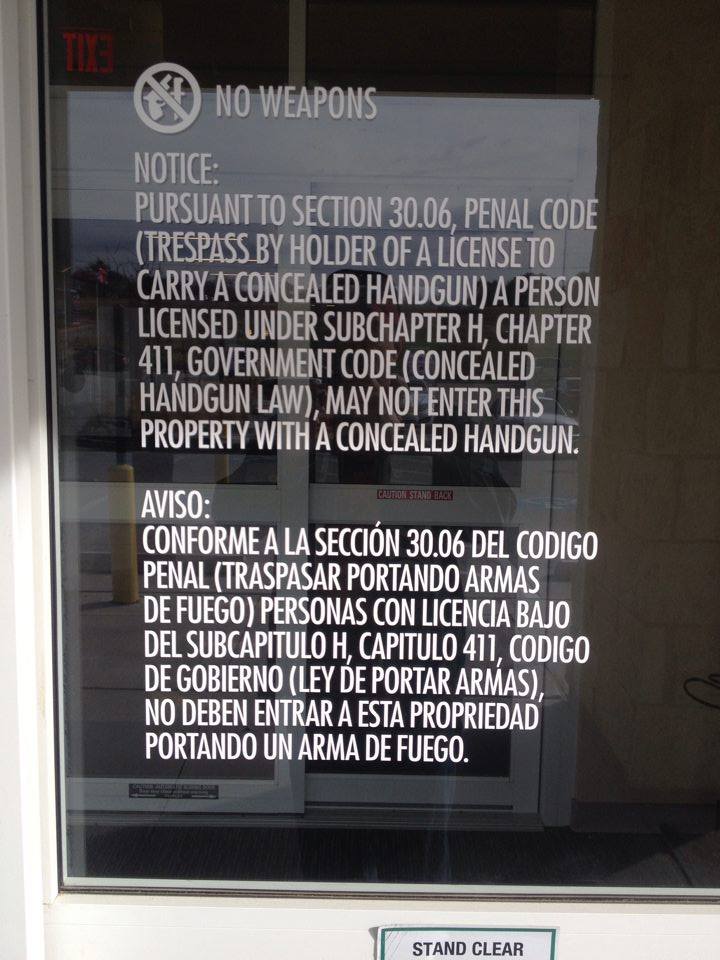 EXIT
NO WEAPONS
NOTICE:
PURSUANT TO SECTION 30.06, PENAL CODE
(TRESPASS BY HOLDER OF A LICENSE TO
CARRY A CONCEALED HANDGUN) A PERSON
LICENSED UNDER SUBCHAPTER H, CHAPTER
411, GOVERNMENT CODE (CONCEALED
HANDGUN LAW), MAY NOT ENTER THIS
PROPERTY WITH A CONCEALED HANDGUN.
CAUTION STAND BACK
AVISO:
CONFORME A LA SECCIÓN 30.06 DEL CODIGO
PENAL (TRASPASAR PORTANDO ARMAS
DE FUEGO) PERSONAS CON LICENCIA BAJO
DEL SUBCAPITULO H, CAPITULO 411, CODIGO
DE GOBIERNO (LEY DE PORTAR ARMAS),
NO DEBEN ENTRAR A ESTA PROPRIEDAD
PORTANDO UN ARMA DE FUEGO.
STAND CLEAR